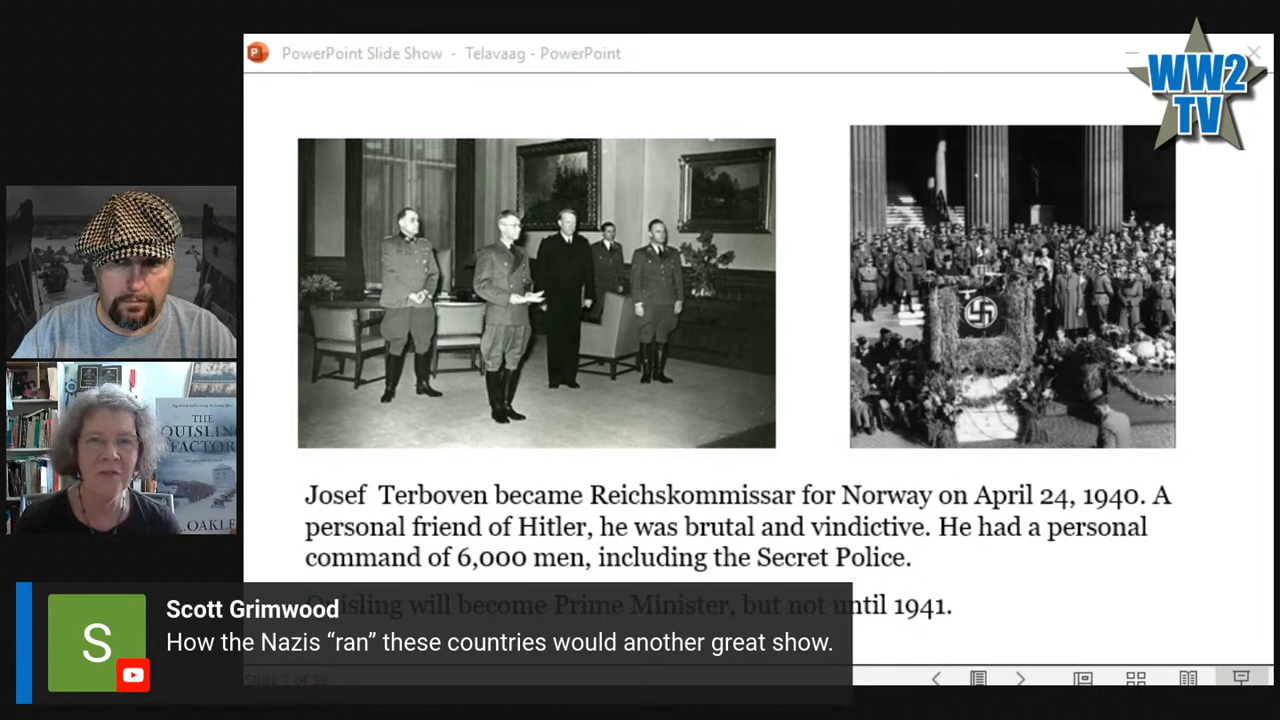 PowerPoint Slide Show - Telavaag - PowerPoint
WW2
TV
THE
QUISLING
FACTOR
OAKLE
Josef Terboven became Reichskommissar for Norway on April 24, 1940. A
personal friend of Hitler, he was brutal and vindictive. He had a personal
command of 6,000 men, including the Secret Police.
Quisling will become Prime Minister, but not until 1941.
S
Scott Grimwood
How the Nazis “ran” these countries would another great show.